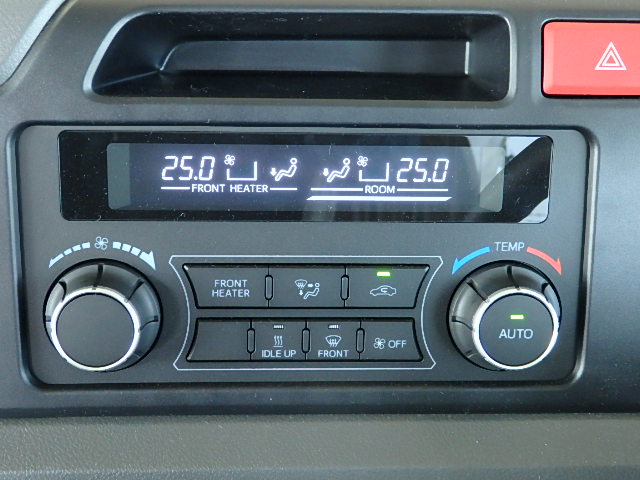 25.0 25.0
FRONT HEATER ROOM
TEMP
FRONT
HEATER
AUTO
IDLE UP FRONT OFF